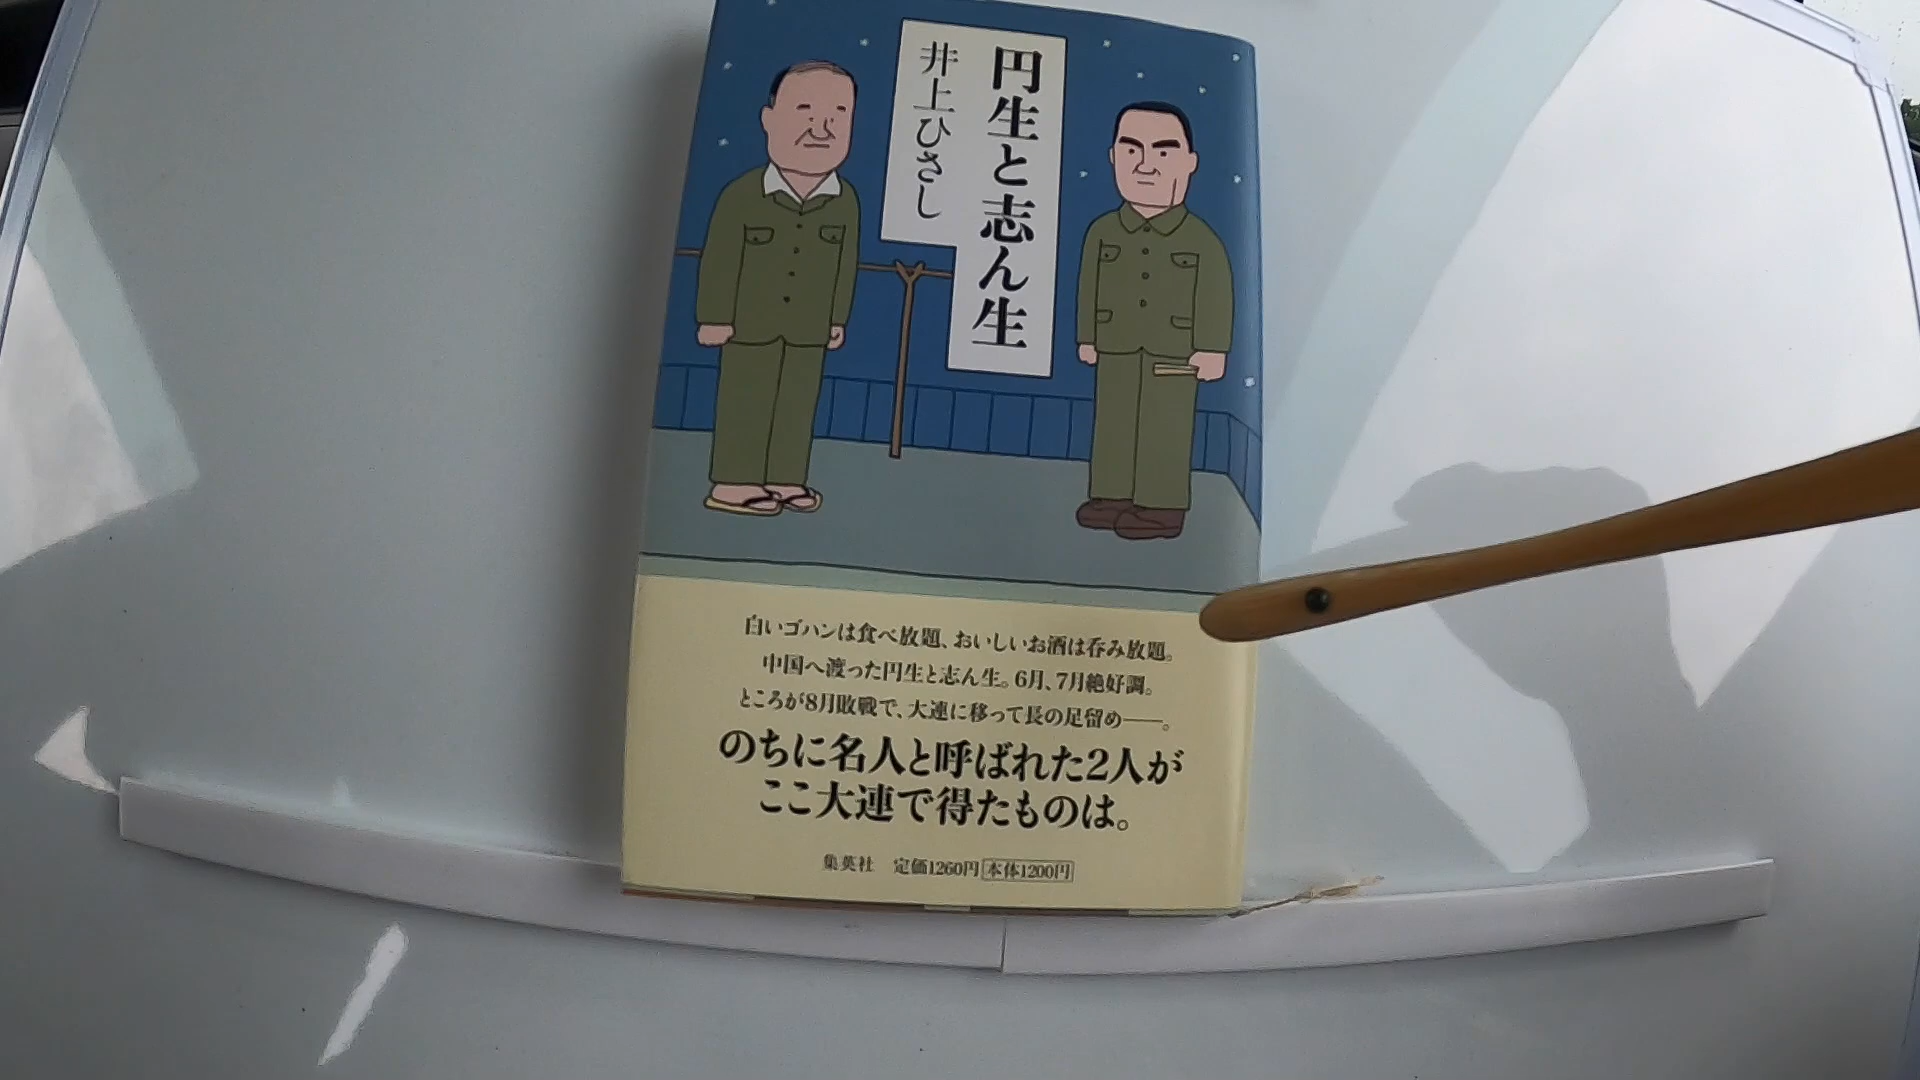 円生と志ん生
井上ひさし
白いゴハンは食べ放題、おいしいお酒は呑み放題。
中国へ渡った円生と志ん生。6月、7月絶好調。
ところが8月敗戦で、大連に移って長の足留め──。
のちに名人と呼ばれた2人が
ここ大連で得たものは。
集英社 定価1260円 本体1200円